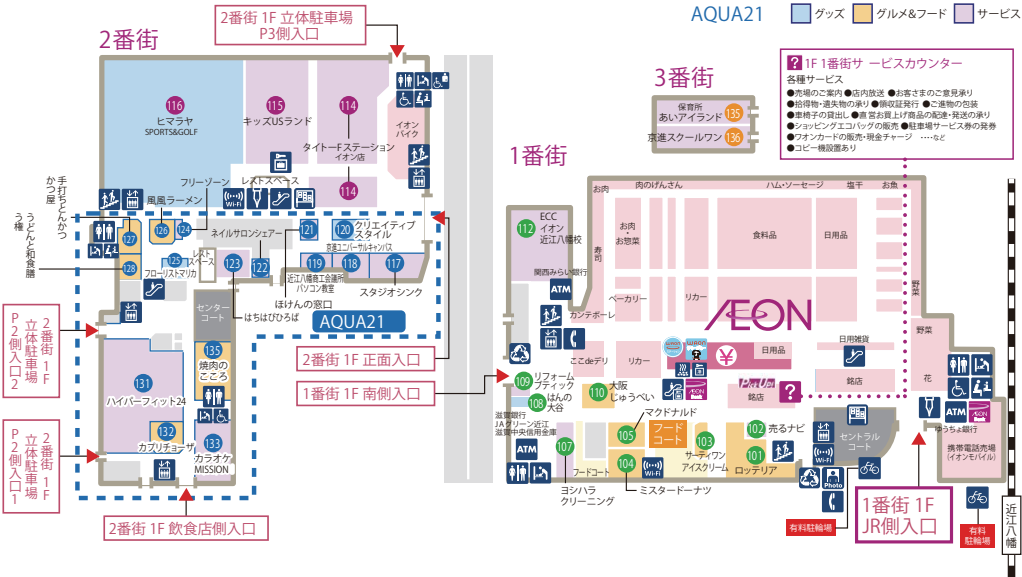 AQUA21
グッズ
グルメ&フード
サービス
2番街 1F 立体駐車場
P3側入口
2番街
116
ヒマラヤ
SPORTS&GOLF
115
キッズUSランド
114
タイトーFステーション
イオン店
114
イオン
バイク
フリーゾーン
レストスペース
Wi-Fi
手打ちとんかつ
かつ屋
うどんと和食膳
う権
風風ラーメン
126
124
127
128
125
フローリストマリカ
レスト
スペース
ネイルサロンシェアー
121
120
クリエイティブ
スタイル
京進ユニバーサルキャンパス
123
122
119
118
117
近江八幡商工会議所
パソコン教室
スタジオシンク
ほけんの窓口
はちはぴひろば
センター
コート
AQUA21
2番街 1F
立体駐車場
P2側入口2
2番街 1F
立体駐車場
P2側入口1
131
ハイパーフィット24
135
焼肉の
こころ
132
カプリチョーザ
133
カラオケ
MISSION
2番街 1F 正面入口
1番街 1F 南側入口
2番街 1F 飲食店側入口
3番街
保育所
あいアイランド
135
京進スクールワン
136
?
1F 1番街サービスカウンター
各種サービス
●売場のご案内 ●店内放送 ●お客さまのご意見承り
●拾得物・遺失物の承り ●領収証発行 ●ご進物の包装
●車椅子の貸出し ●直営お買上げ商品の配達・発送の承り
●ショッピングエコバッグの販売 ●駐車場サービス券の発券
●ワオンカードの販売・現金チャージ ‥‥など
●コピー機設置あり
1番街
112
ECC
イオン
近江八幡校
関西みらい銀行
ATM
お肉
肉のげんさん
ハム・ソーセージ
塩干
お魚
寿司
お肉
お惣菜
食料品
日用品
ベーカリー
リカー
野菜
カンテボーレ
ÆON
野菜
ここdeデリ
リカー
WAON
¥
日用品
日用雑貨
銘店
銘店
?
花
109
リフォーム
ブティック
108
はんの
大谷
110
大阪
じゅうべい
滋賀銀行
JAグリーン近江
滋賀中央信用金庫
ATM
107
ヨシハラ
クリーニング
フードコート
105
マクドナルド
フード
コート
104
Wi-Fi
ミスタードーナツ
103
サーティワン
アイスクリーム
102
売るナビ
101
ロッテリア
セントラル
コート
Wi-Fi
Photo
ゆうちょ銀行
ATM
AEON
携帯電話売場
(イオンモバイル)
有料駐輪場
1番街 1F
JR側入口
有料
駐輪場
近江八幡